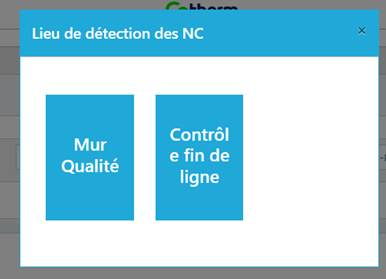 Lieu de détection des NC
×
Mur
Qualité
Contrôl
e fin de
ligne